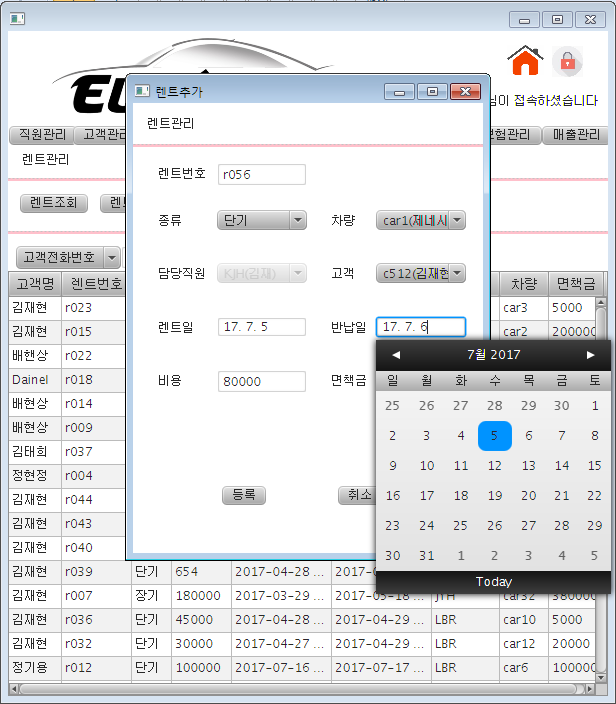 렌트추가
님이 접속하셨습니다
직원관리 고객관 보험관리 매출관리
렌트관리
렌트조회 렌트
고객전화번호
렌트관리
렌트번호 r056
종류 단기 차량 car1(제네시
담당직원 KJH(김재) 고객 c512(김재현
렌트일 17. 7. 5 반납일 17. 7. 6
비용 80000 면책금
등록 취소
7월 2017
일 월 화 수 목 금 토
25 26 27 28 29 30 1
2 3 4 5 6 7 8
9 10 11 12 13 14 15
16 17 18 19 20 21 22
23 24 25 26 27 28 29
30 31 1 2 3 4 5
Today
고객명 렌트번호 차량 면책금
김재현 r023 car3 5000
김재현 r015 car2 200000
배핸상 r022
Dainel r018
배현상 r014
배현상 r009
김태희 r037
정현정 r004
김재현 r044
김재현 r043
김재현 r040
김재현 r039 단기 654 2017-04-28 ...
김재현 r007 장기 180000 2017-03-29 ... 2017-05-18 ... JTH car32 380000
김재현 r036 단기 45000 2017-04-28 ... 2017-04-29 ... LBR car10 5000
김재현 r032 단기 30000 2017-04-27 ... 2017-04-29 ... LBR car12 20000
정기용 r012 단기 100000 2017-07-16 ... 2017-07-17 ... LBR car6 100000